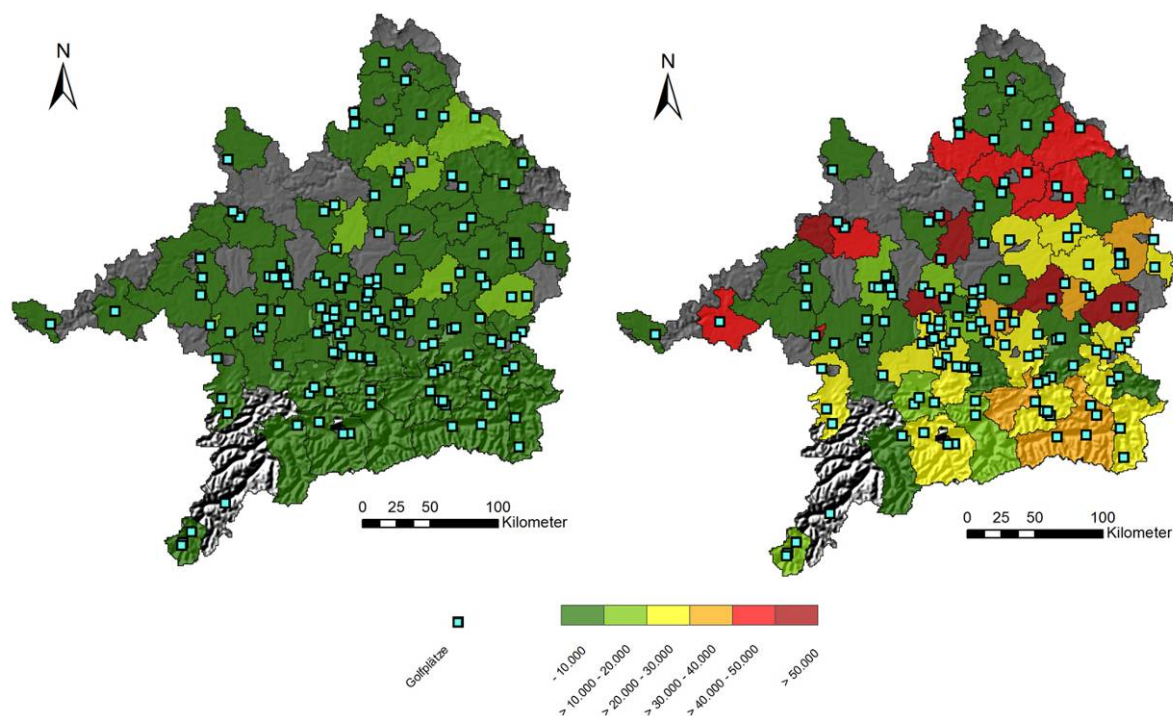 N
N
0 25 50 100
Kilometer
0 25 50 100
Kilometer
Golfplätze
- 10.000
> 10.000 - 20.000
> 20.000 - 30.000
> 30.000 - 40.000
> 40.000 - 50.000
> 50.000